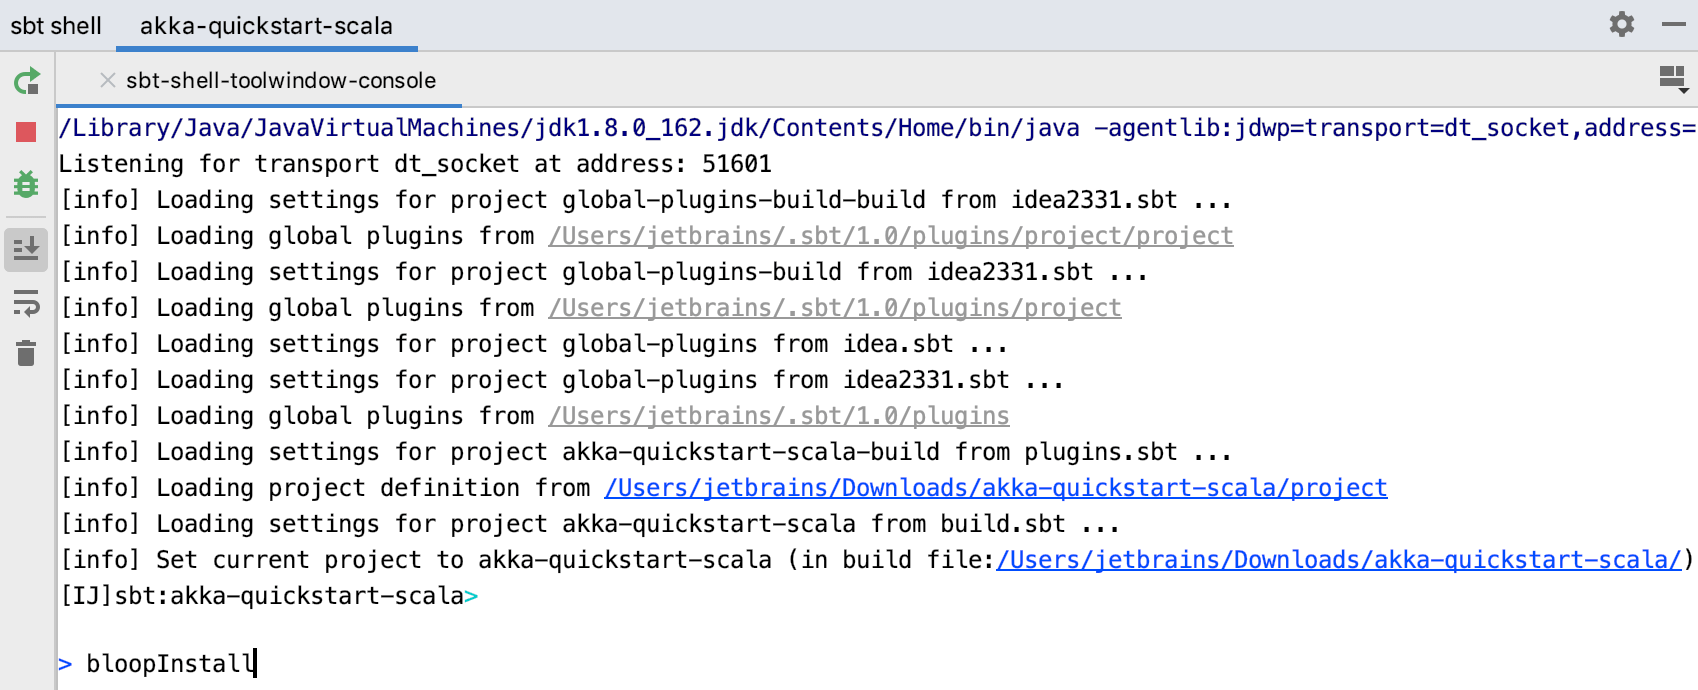 sbt shell akka-quickstart-scala
sbt-shell-toolwindow-console
/Library/Java/JavaVirtualMachines/jdk1.8.0_162.jdk/Contents/Home/bin/java -agentlib:jdwp=transport=dt_socket,address=
Listening for transport dt_socket at address: 51601
[info] Loading settings for project global-plugins-build-build from idea2331.sbt ...
[info] Loading global plugins from /Users/jetbrains/.sbt/1.0/plugins/project/project
[info] Loading settings for project global-plugins-build from idea2331.sbt ...
[info] Loading global plugins from /Users/jetbrains/.sbt/1.0/plugins/project
[info] Loading settings for project global-plugins from idea.sbt ...
[info] Loading settings for project global-plugins from idea2331.sbt ...
[info] Loading global plugins from /Users/jetbrains/.sbt/1.0/plugins
[info] Loading settings for project akka-quickstart-scala-build from plugins.sbt ...
[info] Loading project definition from /Users/jetbrains/Downloads/akka-quickstart-scala/project
[info] Loading settings for project akka-quickstart-scala from build.sbt ...
[info] Set current project to akka-quickstart-scala (in build file:/Users/jetbrains/Downloads/akka-quickstart-scala/)
[IJ]sbt:akka-quickstart-scala>
> bloopInstall